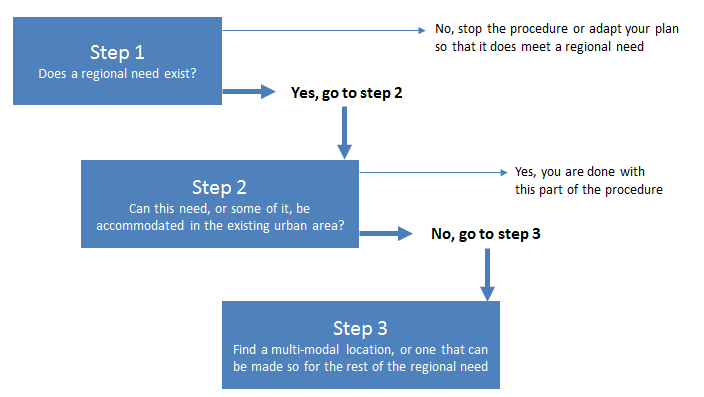 Step 1
Does a regional need exist?
No, stop the procedure or adapt your plan
so that it does meet a regional need
Yes, go to step 2
Step 2
Can this need, or some of it, be
accommodated in the existing urban area?
Yes, you are done with
this part of the procedure
No, go to step 3
Step 3
Find a multi-modal location, or one that can
be made so for the rest of the regional need